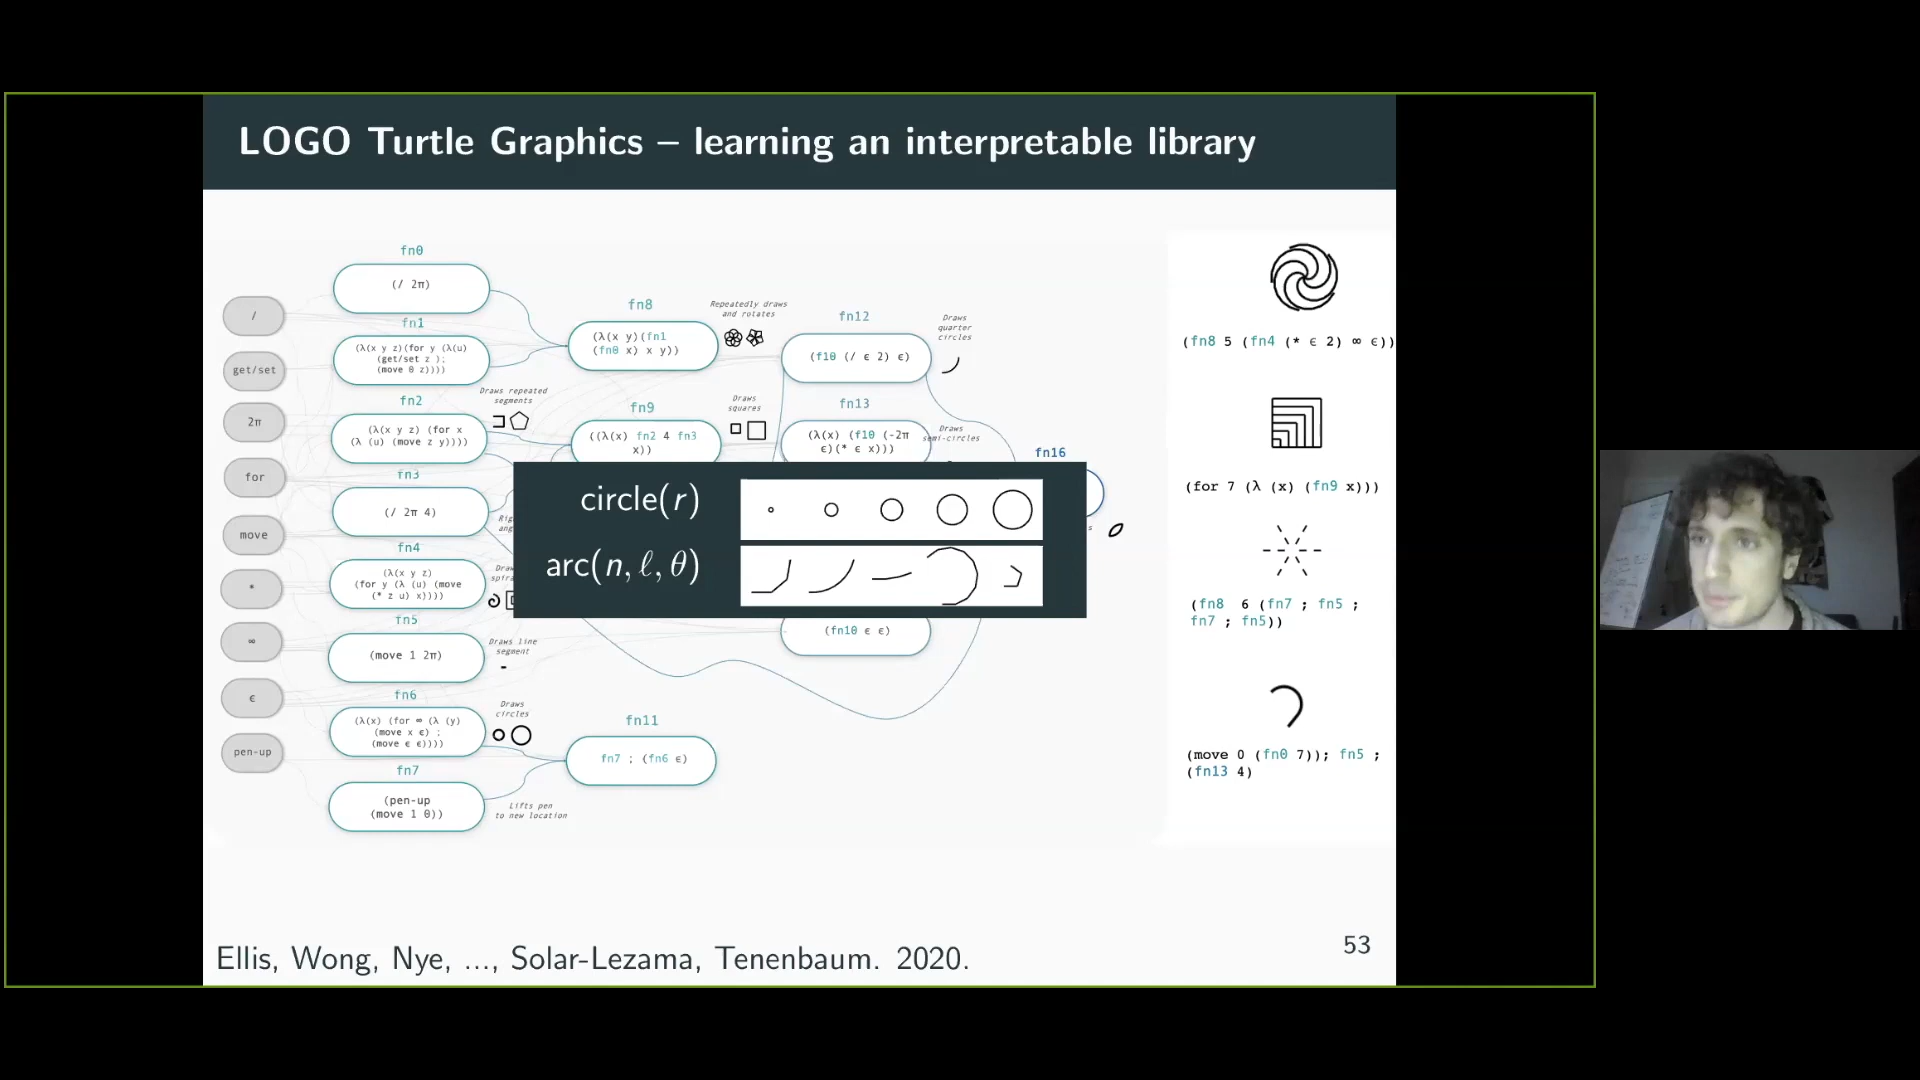 LOGO Turtle Graphics – learning an interpretable library
/
get/set
2π
for
move
*
∞
ϵ
pen-up
fn0
(/ 2π)
fn1
(λ(x y z)(for y (λ(u)
(get/set z );
(move 0 z))))
fn2
(λ(x y z) (for x
(λ (u) (move z y))))
Draws repeated
segments
fn3
(/ 2π 4)
fn4
(λ(x y z)
(for y (λ (u) (move
(* z u) x))))
fn5
(move 1 2π)
Draws line
segment
fn6
(λ(x) (for ∞ (λ (y)
(move x ϵ) ;
(move ϵ ϵ))))
Draws
circles
fn7
(pen-up
(move 1 0))
Lifts pen
to new location
fn8
(λ(x y)(fn1
(fn0 x) x y))
Repeatedly draws
and rotates
fn9
((λ(x) fn2 4 fn3
x))
Draws
squares
fn11
fn7 ; (fn6 ϵ)
fn12
(f10 (/ ϵ 2) ϵ)
Draws
quarter
circles
fn13
(λ(x) (f10 (-2π
ϵ)(* ϵ x)))
Draws
semi-circles
(fn10 ϵ ϵ)
fn16
circle(r)
arc(n, ℓ, θ)
(fn8 5 (fn4 (* ϵ 2) ∞ ϵ))
(for 7 (λ (x) (fn9 x)))
(fn8 6 (fn7 ; fn5 ;
fn7 ; fn5))
(move 0 (fn0 7)); fn5 ;
(fn13 4)
Ellis, Wong, Nye, ..., Solar-Lezama, Tenenbaum. 2020.
53